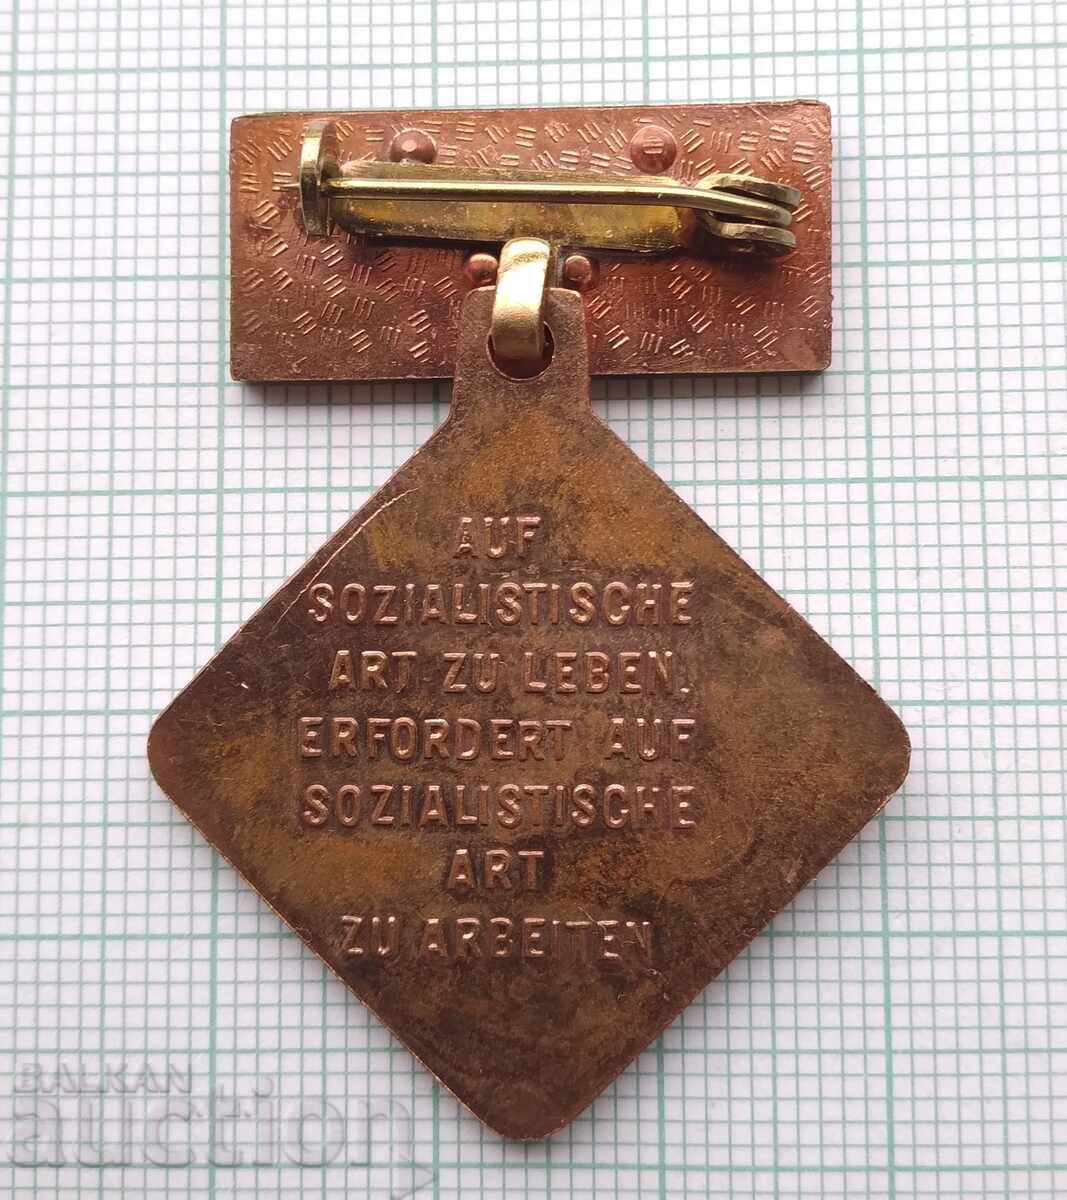 AUF
SOZIALISTISCHE
ART ZU LEBEN,
ERFORDERT AUF
SOZIALISTISCHE
ART
ZU ARBEITEN
BALKAN
auction